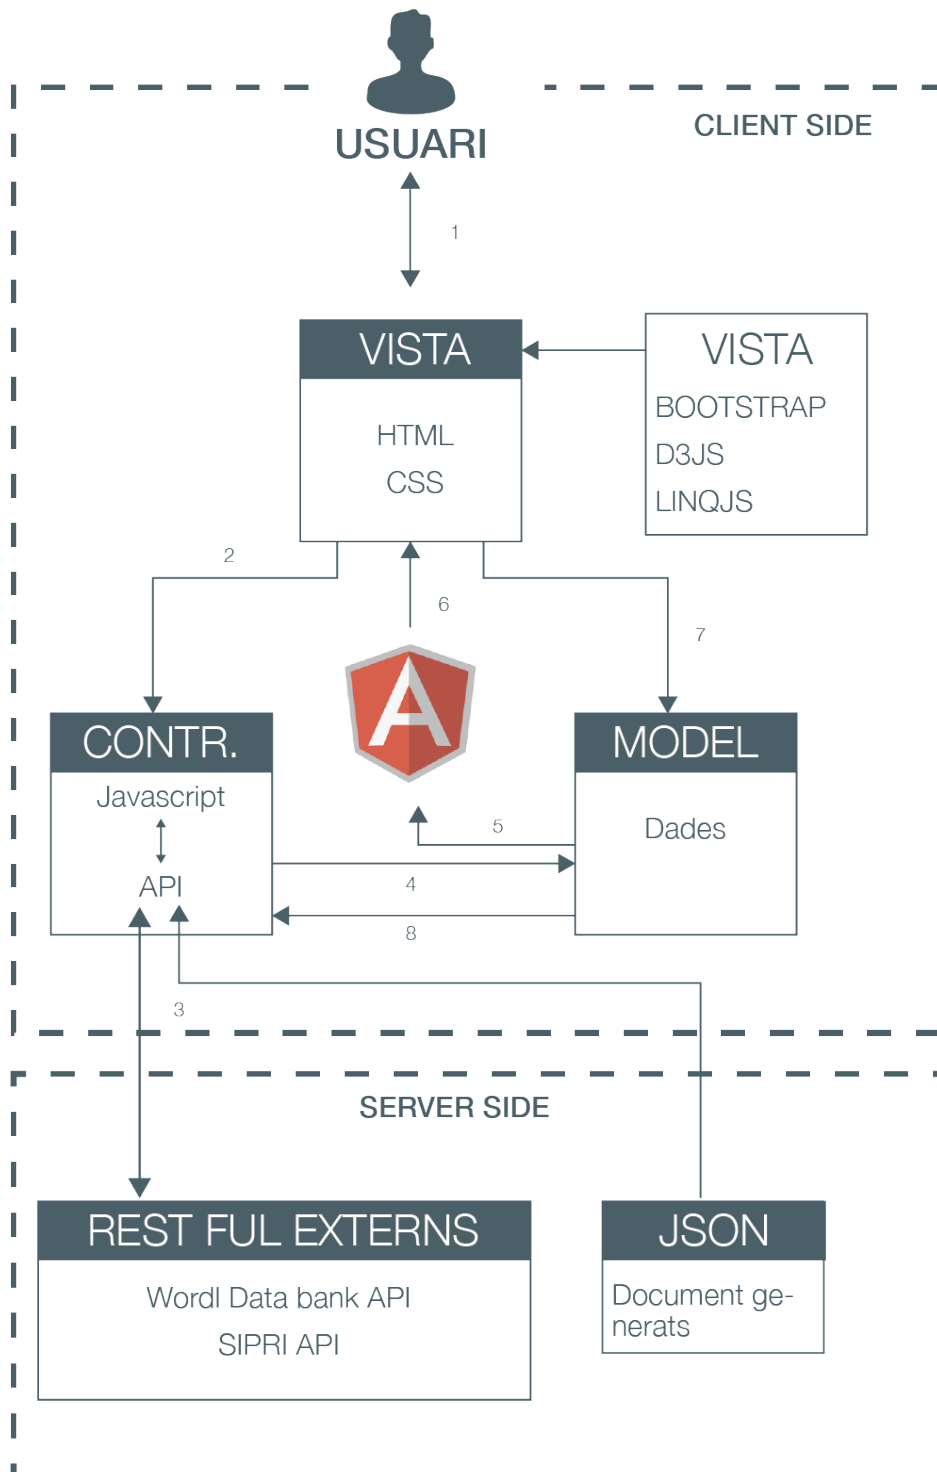 CLIENT SIDE
USUARI
1
VISTA
HTML
CSS
VISTA
BOOTSTRAP
D3JS
LINQJS
2
6
7
A
CONTR.
Javascript
API
MODEL
Dades
5
4
8
3
SERVER SIDE
REST FUL EXTERNS
Wordl Data bank API
SIPRI API
JSON
Document ge-
nerats